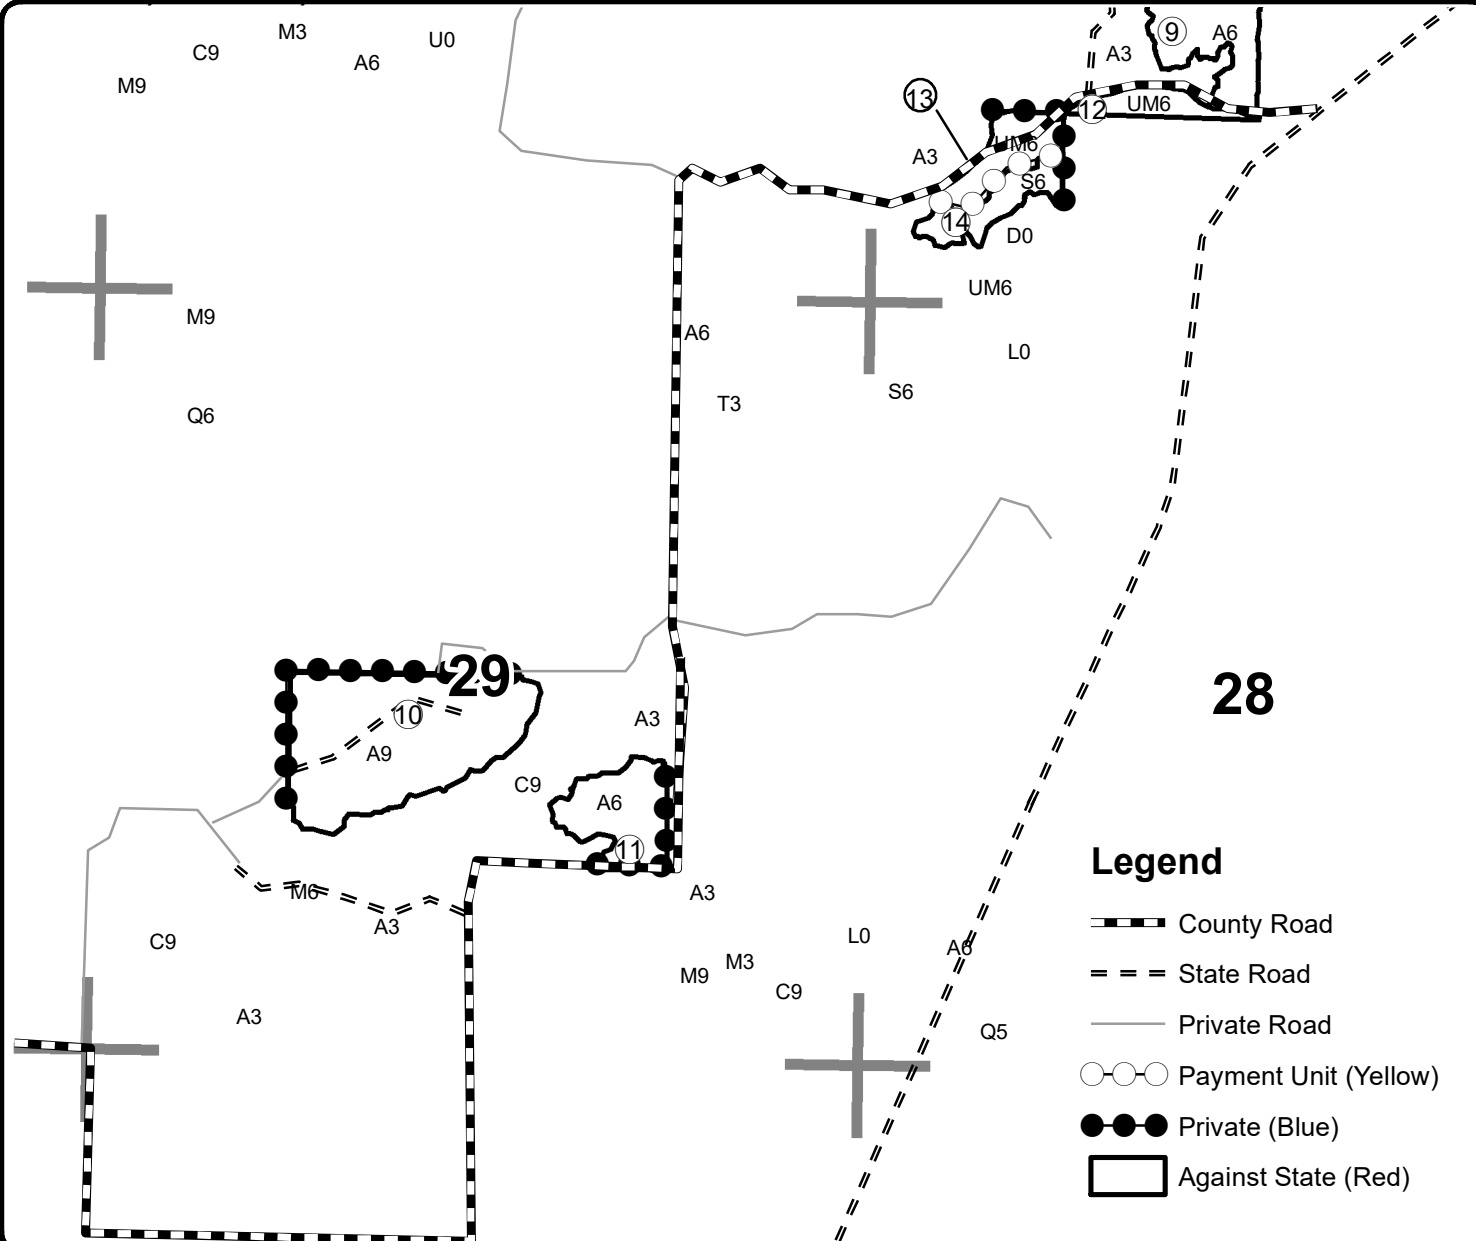 M3
U0
C9
A6
M9
9
A6
A3
13
12
UM6
UM6
A3
S6
14
D0
UM6
M9
A6
L0
S6
T3
Q6
29
28
10
A3
A9
C9
A6
11
Legend
M6
A3
A3
County Road
C9
L0
A6
M9
M3
State Road
C9
A3
Q5
Private Road
Payment Unit (Yellow)
Private (Blue)
Against State (Red)